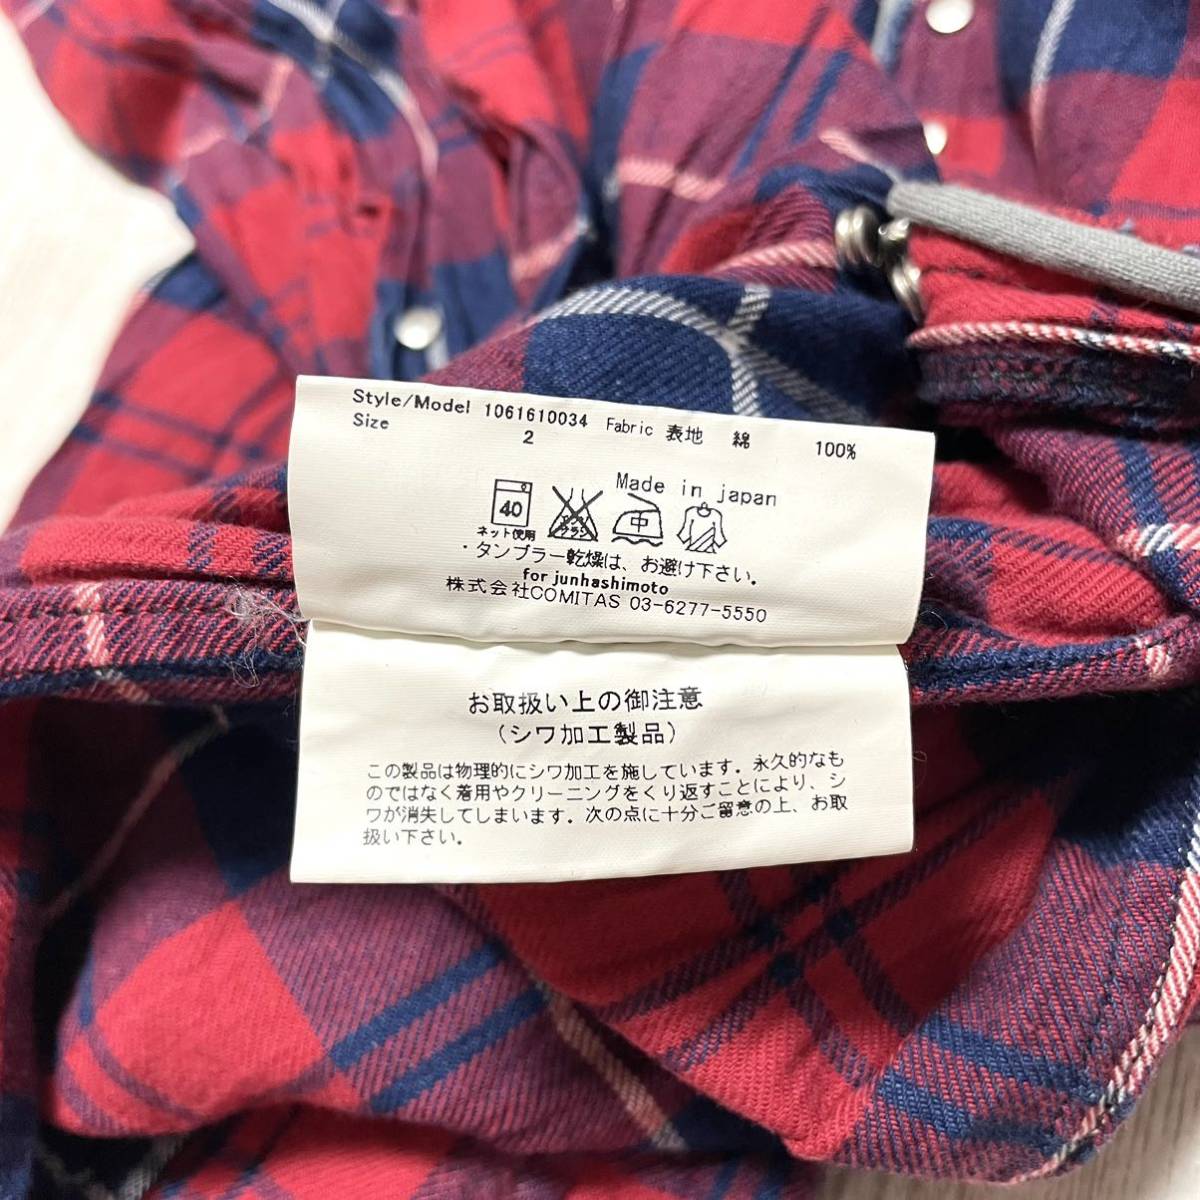 Style/Model 1061610034 Fabric 表地 綿 100%
Size 2
Made in japan
40 エンソ サラシ 中
ネット使用
・タンブラー乾燥は、お避け下さい。
for junhashimoto
株式会社COMITAS 03-6277-5550
お取扱い上の御注意
(シワ加工製品)
この製品は物理的にシワ加工を施しています。永久的なも
のではなく着用やクリーニングをくり返すことにより、シ
ワが消失してしまいます。次の点に十分ご留意の上、お取
扱い下さい。